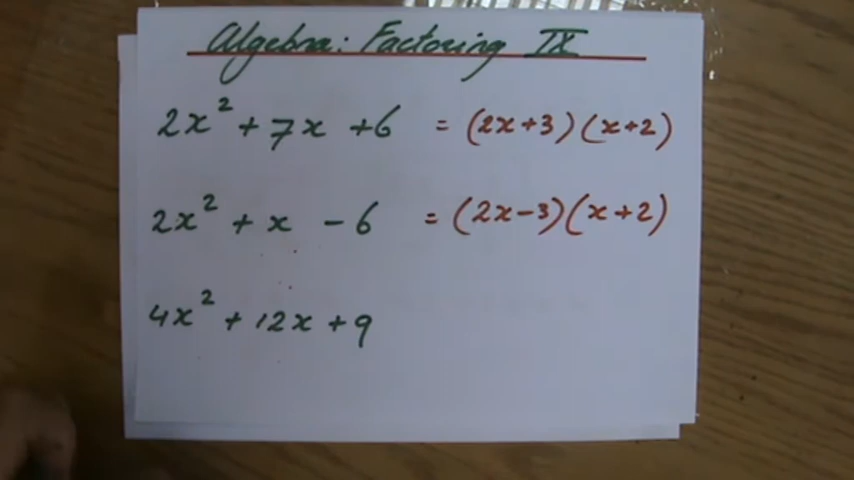 Algebra: Factoring IX
2x² + 7x + 6 = (2x+3)(x+2)
2x² + x - 6 = (2x-3)(x+2)
4x² + 12x + 9